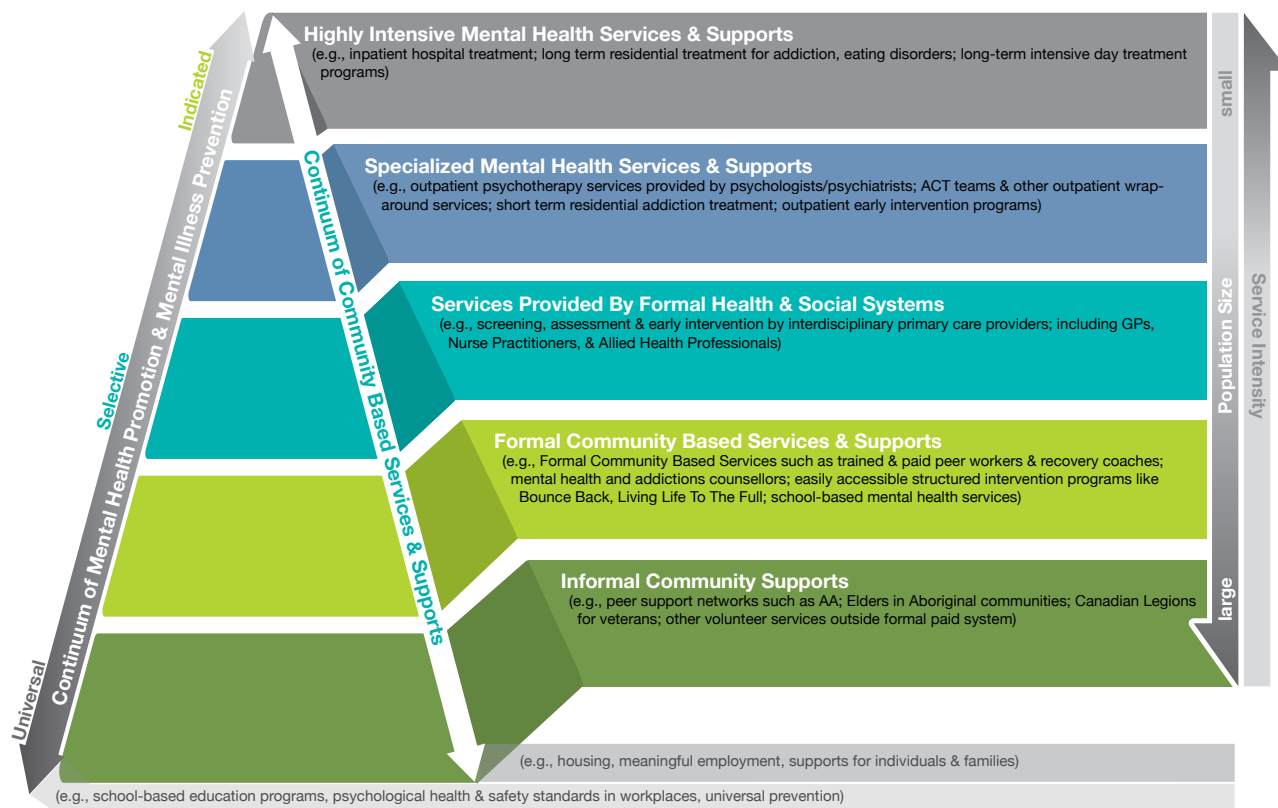 Highly Intensive Mental Health Services & Supports
(e.g., inpatient hospital treatment; long term residential treatment for addiction, eating disorders; long-term intensive day treatment
programs)
Specialized Mental Health Services & Supports
(e.g., outpatient psychotherapy services provided by psychologists/psychiatrists; ACT teams & other outpatient wrap-
around services; short term residential addiction treatment; outpatient early intervention programs)
Services Provided By Formal Health & Social Systems
(e.g., screening, assessment & early intervention by interdisciplinary primary care providers; including GPs,
Nurse Practitioners, & Allied Health Professionals)
Formal Community Based Services & Supports
(e.g., Formal Community Based Services such as trained & paid peer workers & recovery coaches;
mental health and addictions counsellors; easily accessible structured intervention programs like
Bounce Back, Living Life To The Full; school-based mental health services)
Informal Community Supports
(e.g., peer support networks such as AA; Elders in Aboriginal communities; Canadian Legions
for veterans; other volunteer services outside formal paid system)
(e.g., housing, meaningful employment, supports for individuals & families)
(e.g., school-based education programs, psychological health & safety standards in workplaces, universal prevention)
Indicated
Selective
Universal
Continuum of Mental Health Promotion & Mental Illness Prevention
Continuum of Community Based Services & Supports
small
Population Size
large
Service Intensity